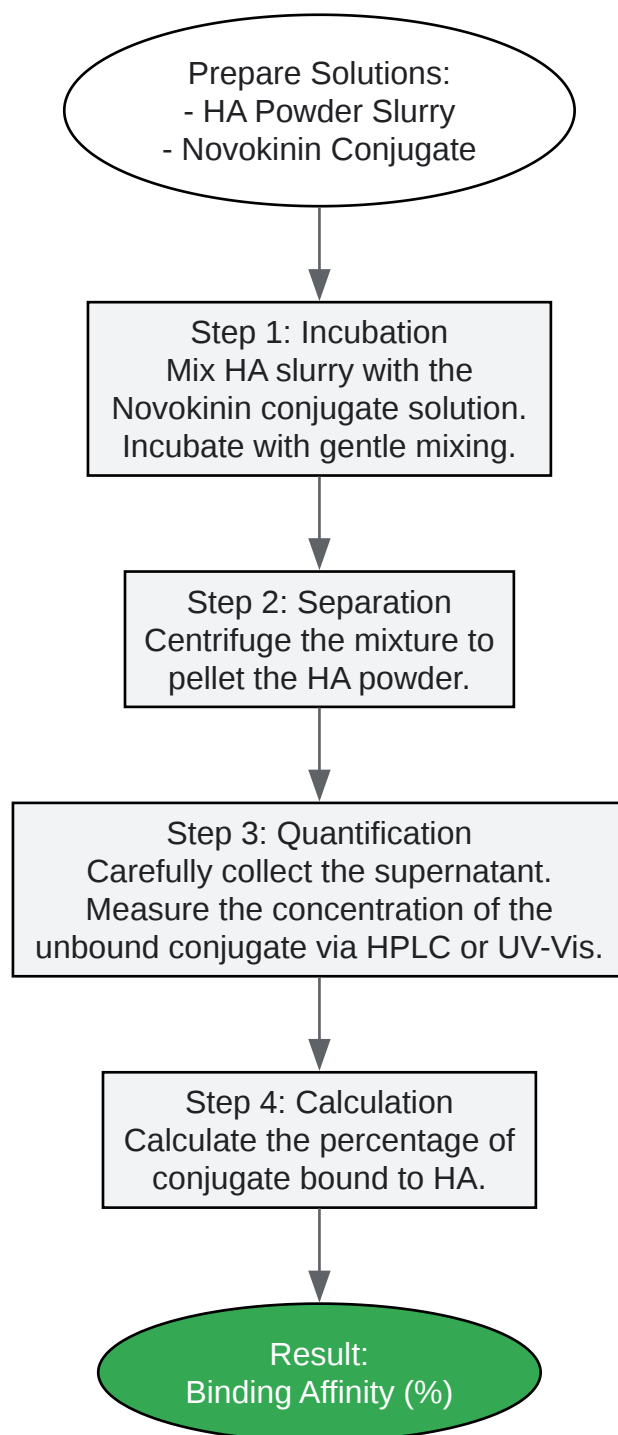 Prepare Solutions:
- HA Powder Slurry
- Novokinin Conjugate
Step 1: Incubation
Mix HA slurry with the
Novokinin conjugate solution.
Incubate with gentle mixing.
Step 2: Separation
Centrifuge the mixture to
pellet the HA powder.
Step 3: Quantification
Carefully collect the supernatant.
Measure the concentration of the
unbound conjugate via HPLC or UV-Vis.
Step 4: Calculation
Calculate the percentage of
conjugate bound to HA.
Result:
Binding Affinity (%)